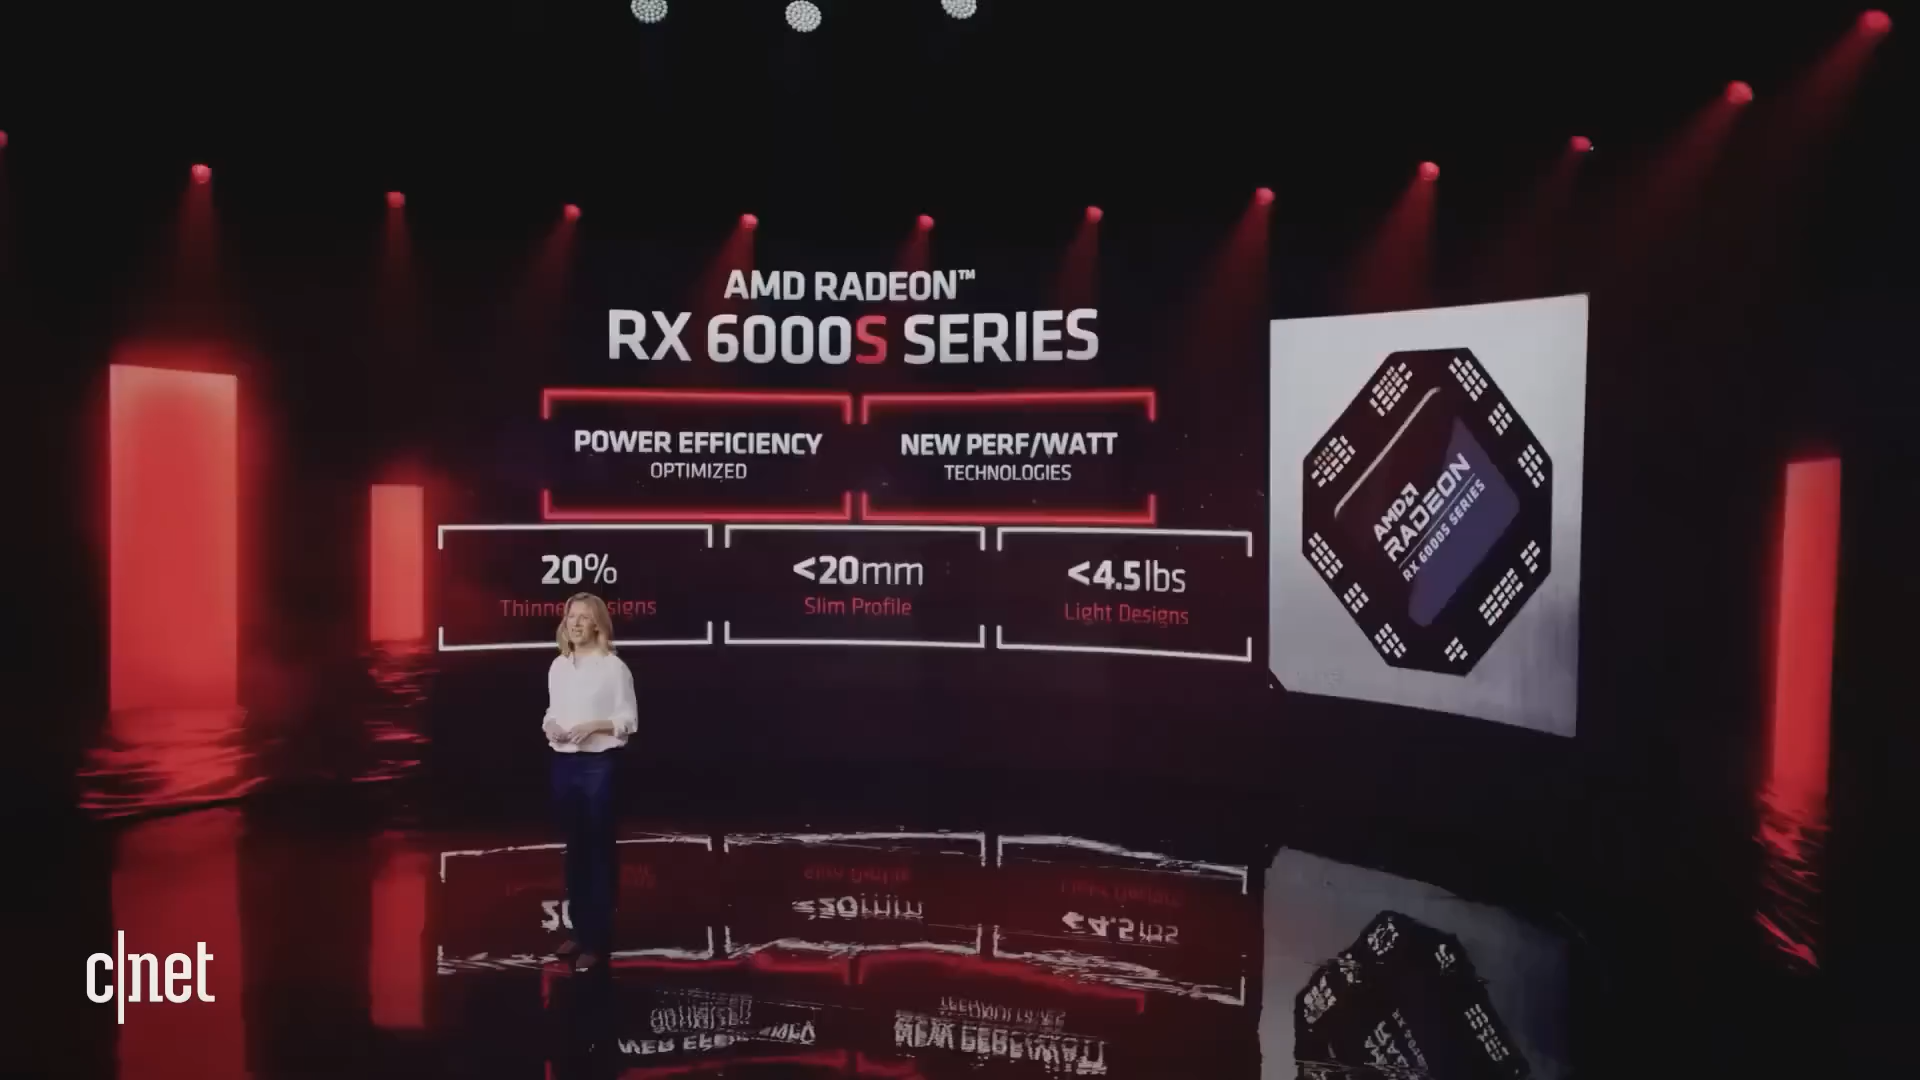 AMD RADEON™
RX 6000S SERIES
POWER EFFICIENCY
OPTIMIZED
NEW PERF/WATT
TECHNOLOGIES
20%
<20mm
Slim Profile
<4.5lbs
Light Designs
AMD
RADEON
RX 6000S SERIES
c|net